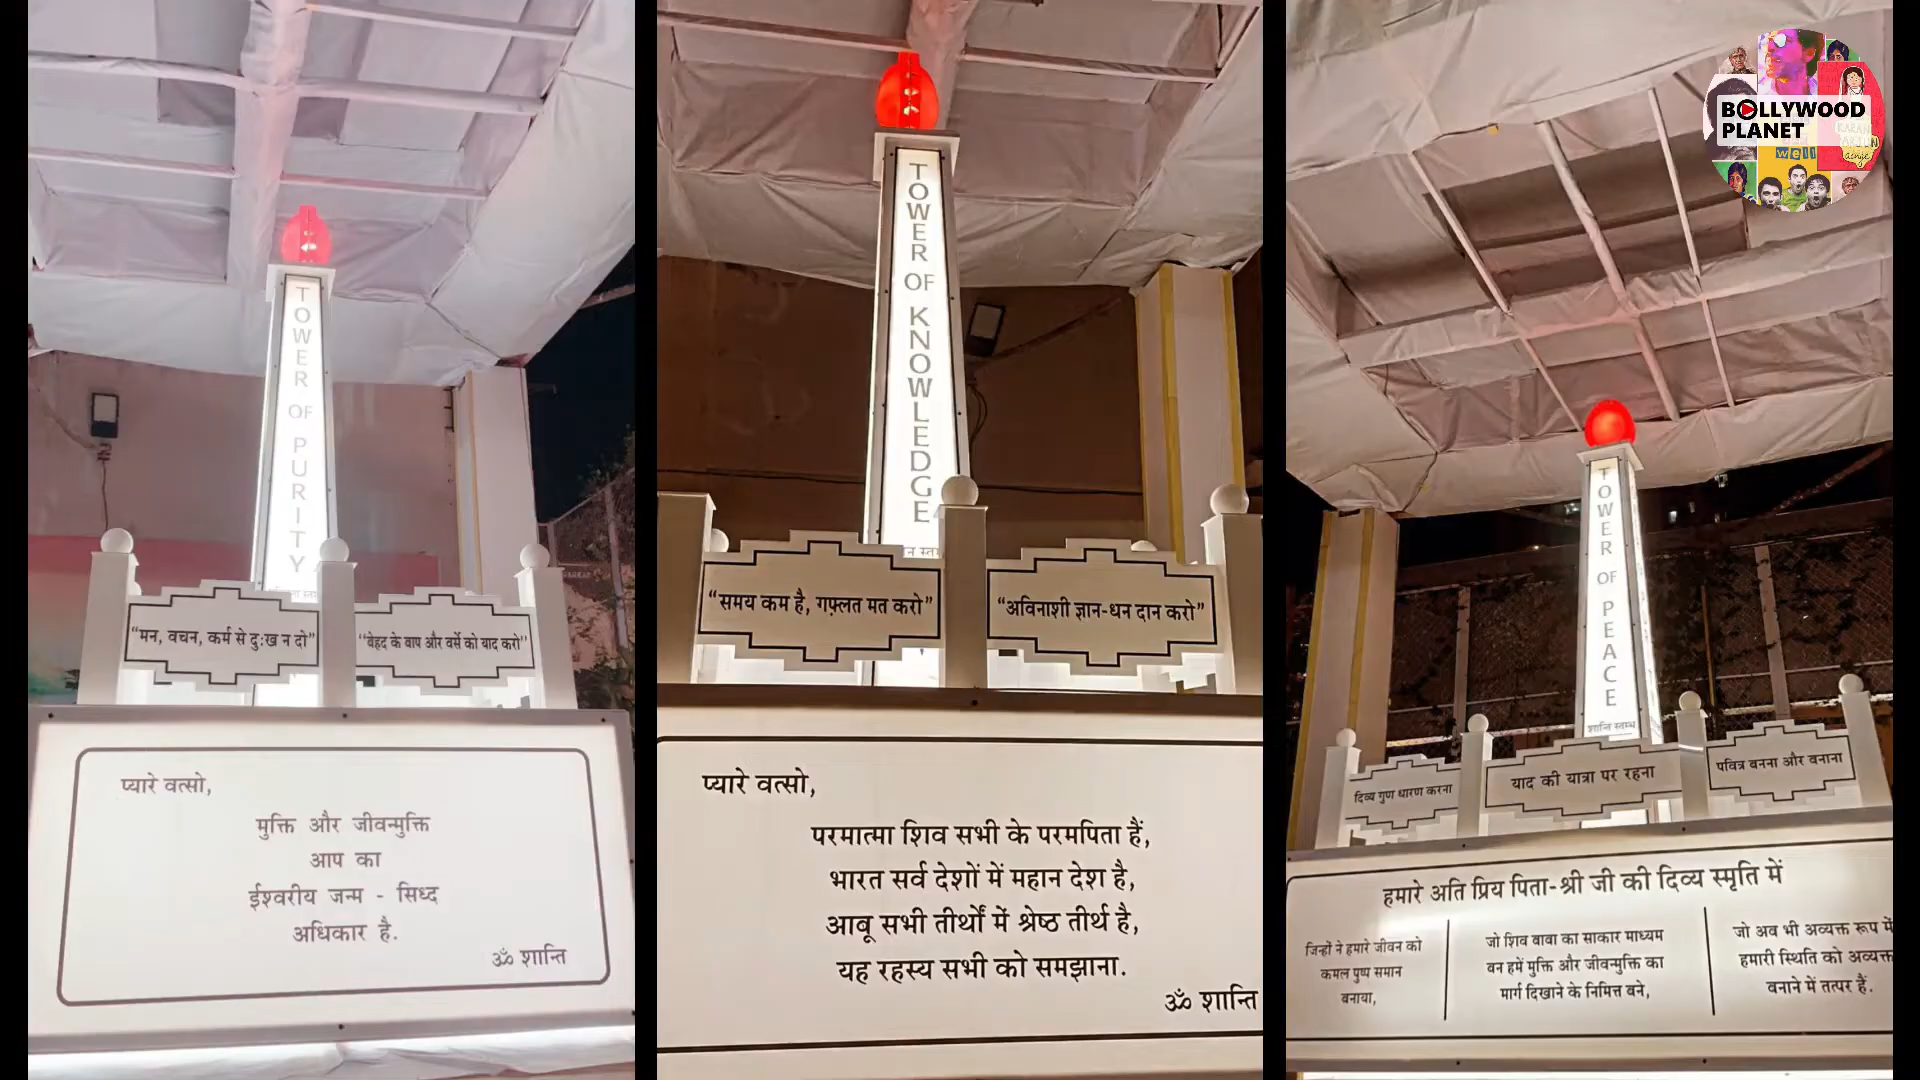 TOWER OF PURITY
"मन, वचन, कर्म से दुःख न दो"
"बेहद के बाप और वर्से को याद करो"
प्यारे वत्सो,
मुक्ति और जीवन्मुक्ति
आप का
ईश्वरीय जन्म - सिध्द
अधिकार है.
ॐ शान्ति
TOWER OF KNOWLEDGE
"समय कम है, गफ़्लत मत करो"
"अविनाशी ज्ञान-धन दान करो"
प्यारे वत्सो,
परमात्मा शिव सभी के परमपिता हैं,
भारत सर्व देशों में महान देश है,
आबू सभी तीर्थों में श्रेष्ठ तीर्थ है,
यह रहस्य सभी को समझाना.
ॐ शान्ति
BOLLYWOOD
PLANET
well
TOWER OF PEACE
शान्ति स्तम्भ
दिव्य गुण धारण करना
याद की यात्रा पर रहना
पवित्र बनना और बनाना
हमारे अति प्रिय पिता-श्री जी की दिव्य स्मृति में
जिन्हों ने हमारे जीवन को
कमल पुष्प समान
बनाया,
जो शिव बाबा का साकार माध्यम
बन हमें मुक्ति और जीवन्मुक्ति का
मार्ग दिखाने के निमित्त बने,
जो अब भी अव्यक्त रूप में
हमारी स्थिति को अव्यक्त
बनाने में तत्पर हैं.